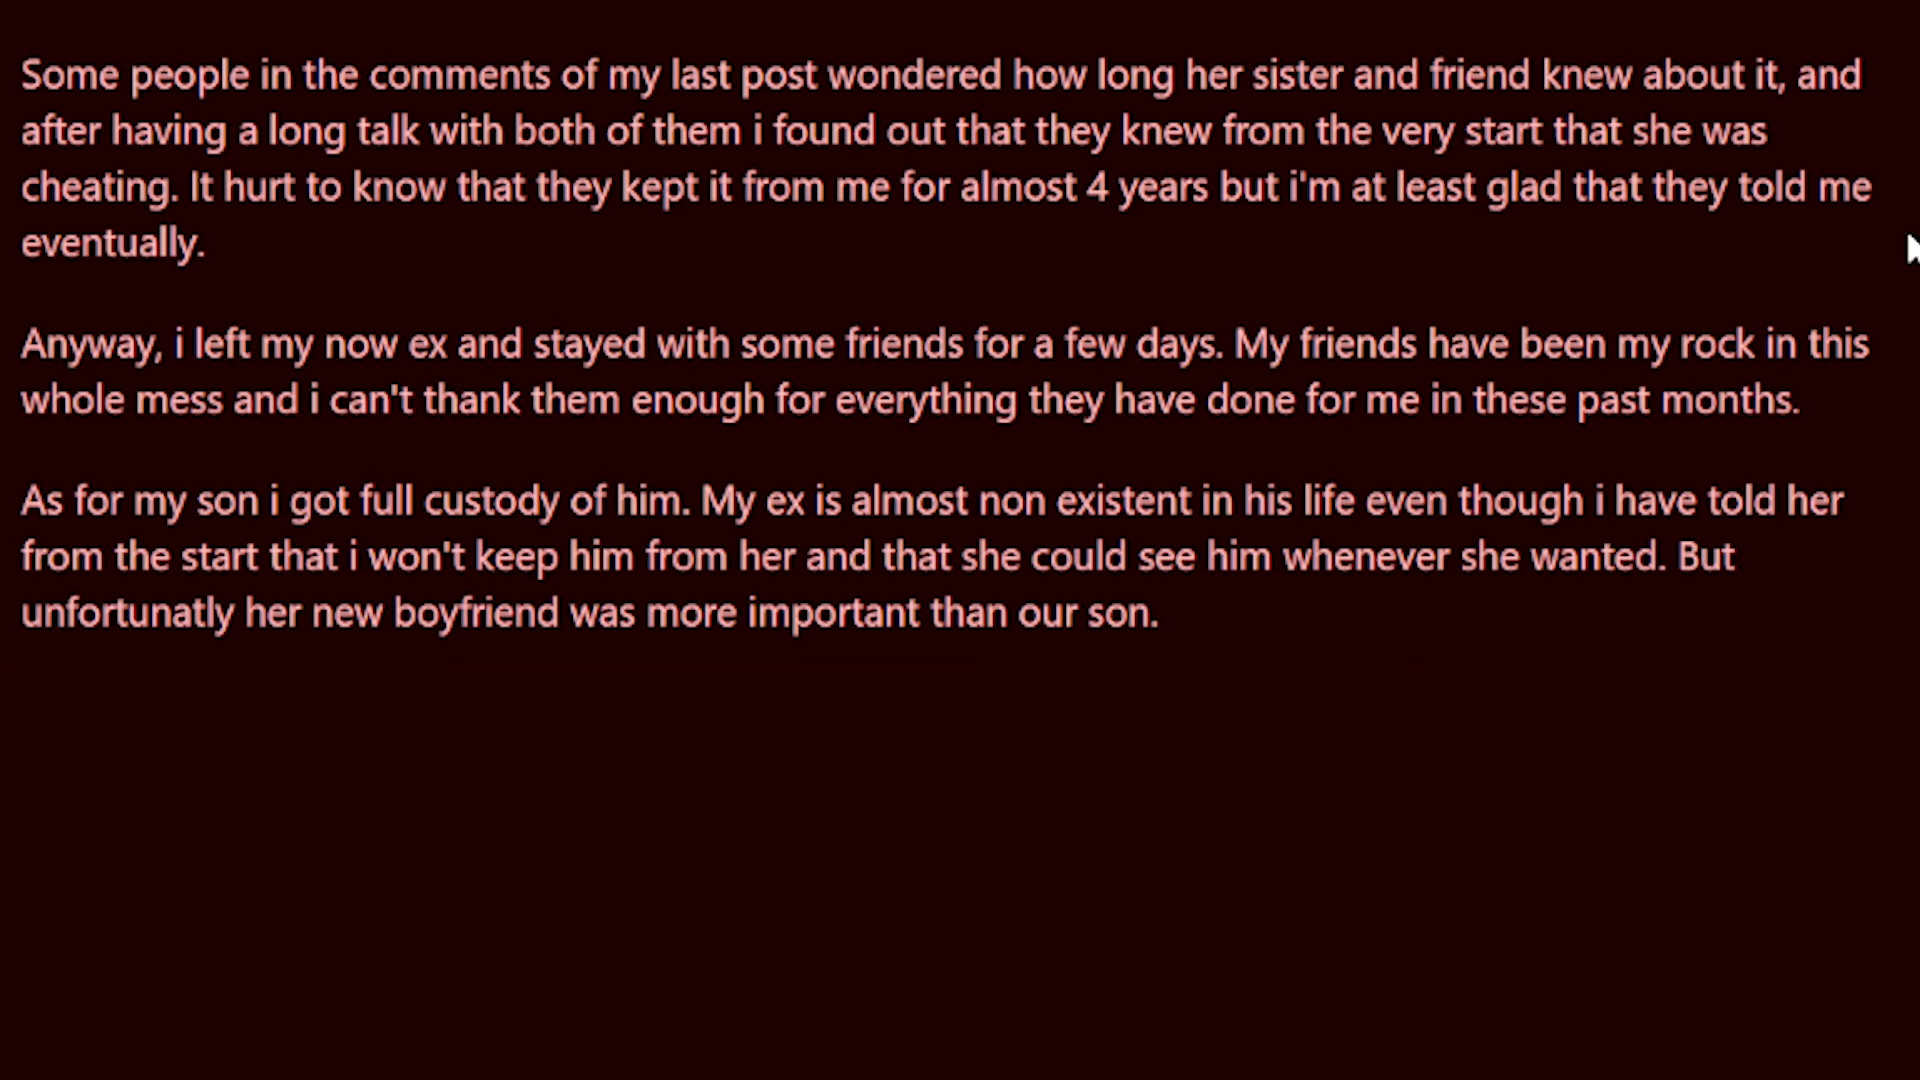 Some people in the comments of my last post wondered how long her sister and friend knew about it, and
after having a long talk with both of them i found out that they knew from the very start that she was
cheating. It hurt to know that they kept it from me for almost 4 years but i'm at least glad that they told me
eventually.
Anyway, i left my now ex and stayed with some friends for a few days. My friends have been my rock in this
whole mess and i can't thank them enough for everything they have done for me in these past months.
As for my son i got full custody of him. My ex is almost non existent in his life even though i have told her
from the start that i won't keep him from her and that she could see him whenever she wanted. But
unfortunatly her new boyfriend was more important than our son.